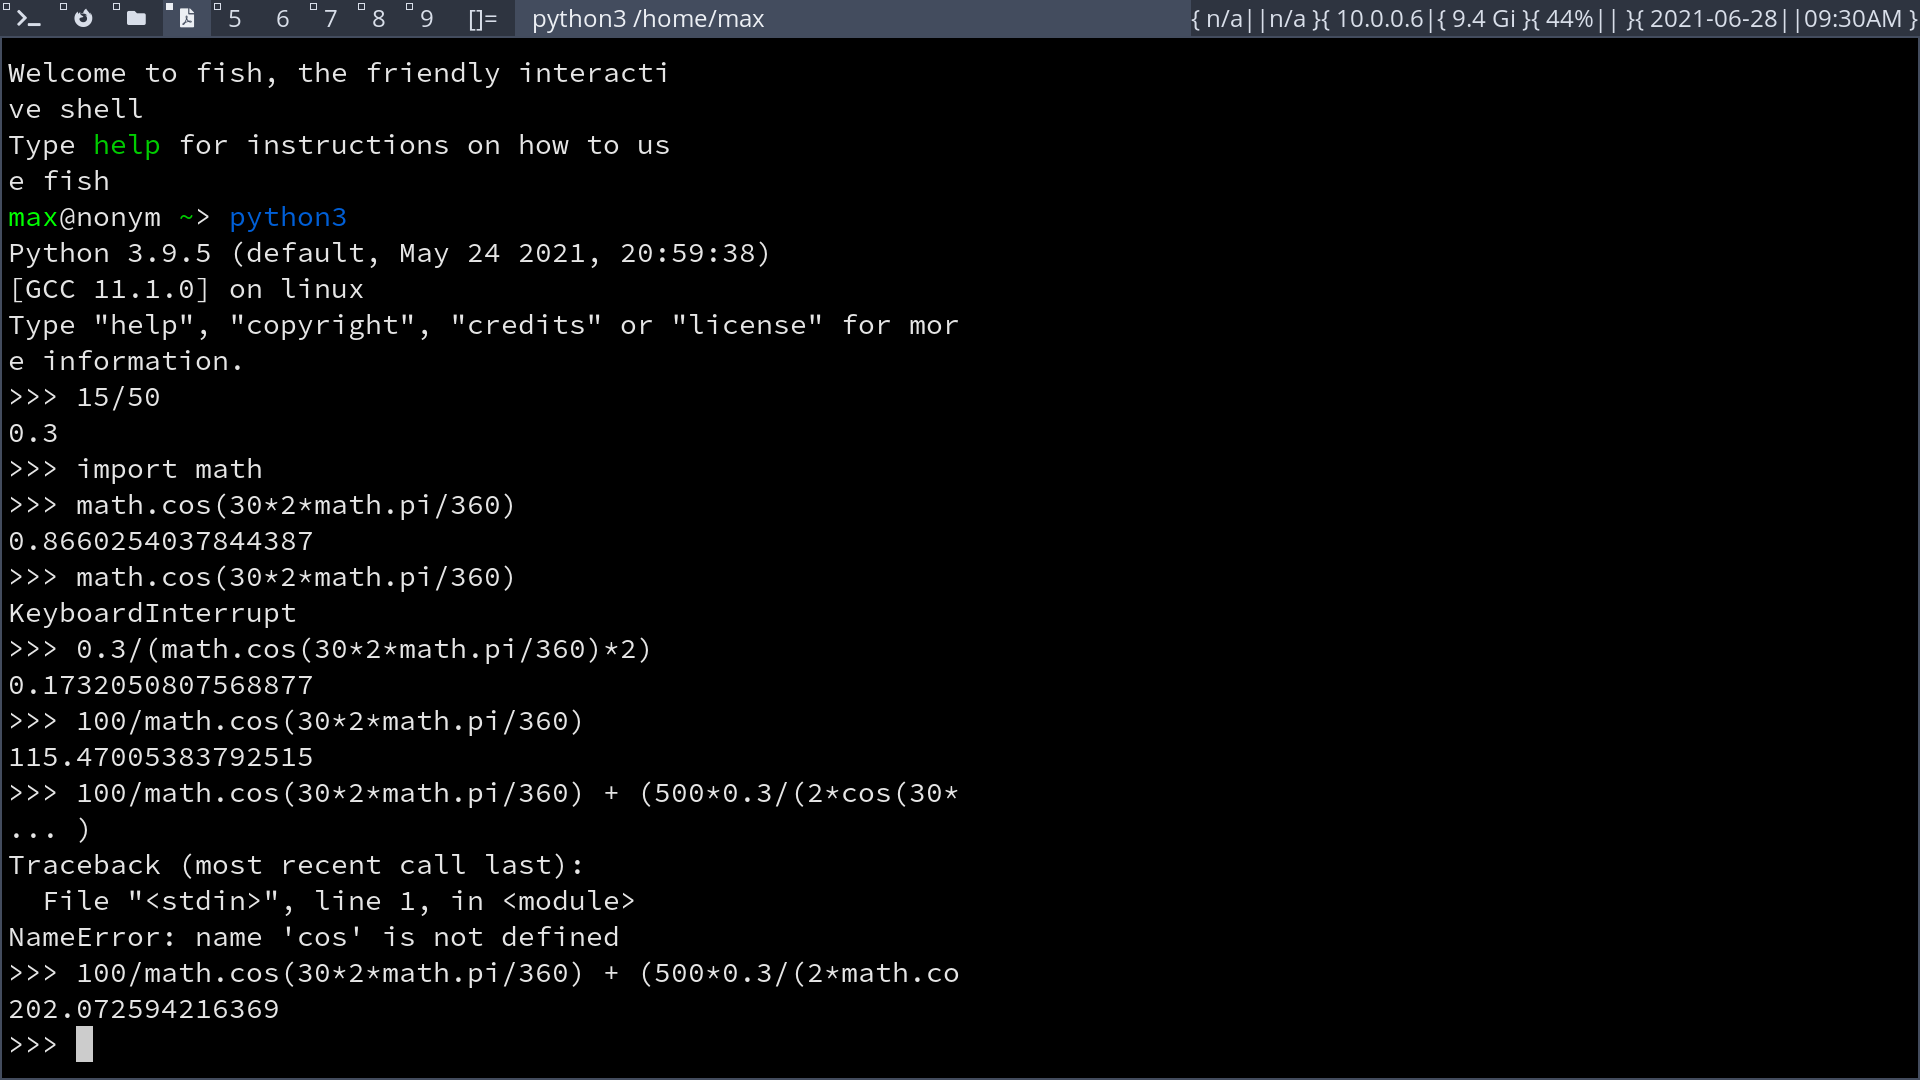 5 6 7 8 9 []= python3 /home/max { n/a||n/a }{ 10.0.0.6|{ 9.4 Gi }{ 44%|| }{ 2021-06-28||09:30AM }
Welcome to fish, the friendly interacti
ve shell
Type help for instructions on how to us
e fish
max@nonym ~> python3
Python 3.9.5 (default, May 24 2021, 20:59:38)
[GCC 11.1.0] on linux
Type "help", "copyright", "credits" or "license" for mor
e information.
>>> 15/50
0.3
>>> import math
>>> math.cos(30*2*math.pi/360)
0.8660254037844387
>>> math.cos(30*2*math.pi/360)
KeyboardInterrupt
>>> 0.3/(math.cos(30*2*math.pi/360)*2)
0.1732050807568877
>>> 100/math.cos(30*2*math.pi/360)
115.47005383792515
>>> 100/math.cos(30*2*math.pi/360) + (500*0.3/(2*cos(30*
... )
Traceback (most recent call last):
  File "<stdin>", line 1, in <module>
NameError: name 'cos' is not defined
>>> 100/math.cos(30*2*math.pi/360) + (500*0.3/(2*math.co
202.072594216369
>>>